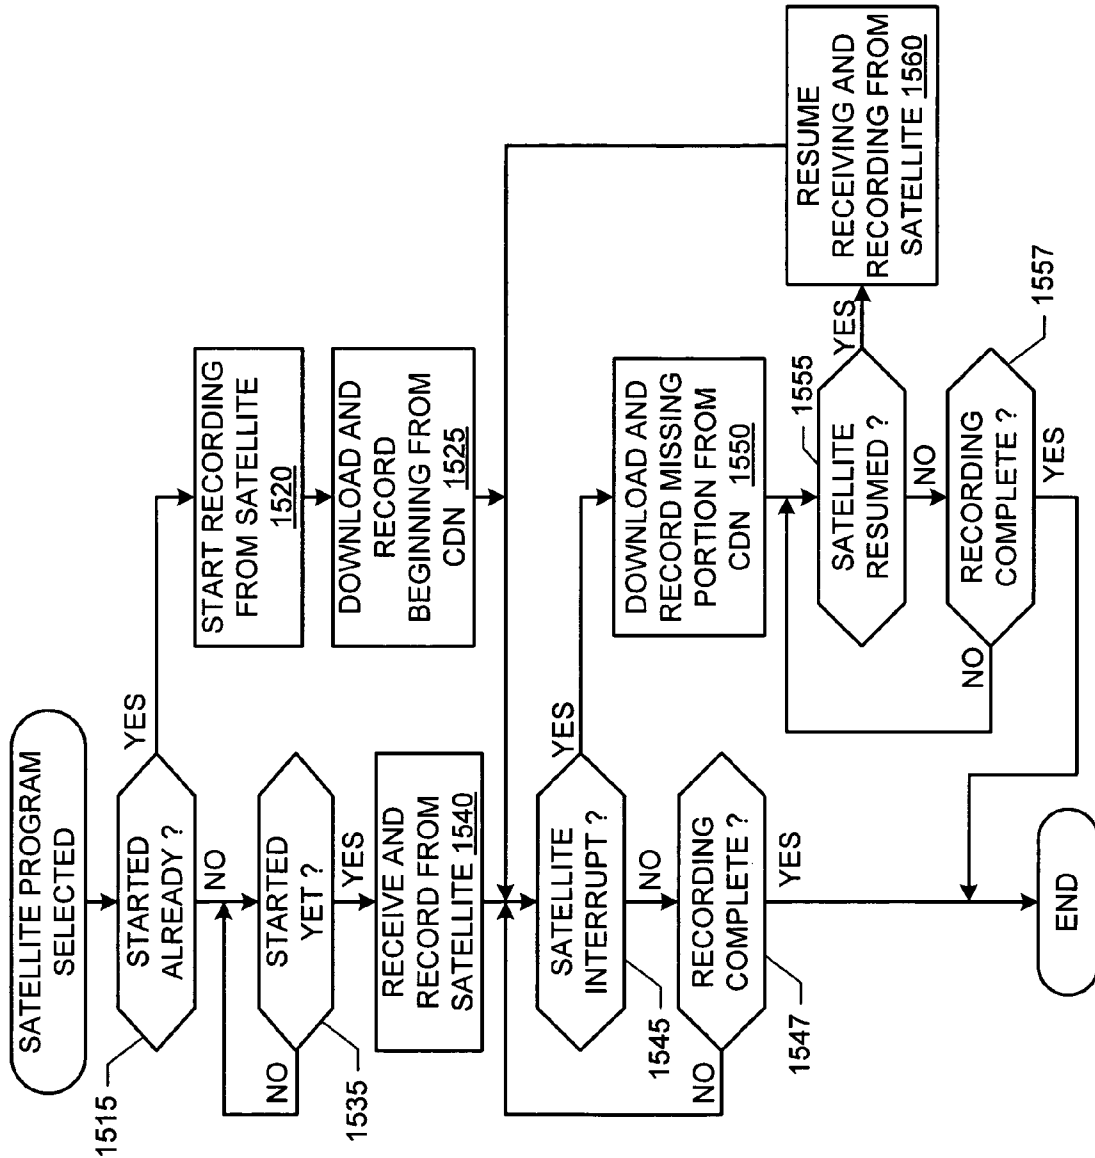 SATELLITE PROGRAM
SELECTED
STARTED
ALREADY ?
1515
YES
NO
START RECORDING
FROM SATELLITE
1520
DOWNLOAD AND
RECORD
BEGINNING FROM
CDN 1525
STARTED
YET ?
1535
NO
YES
RECEIVE AND
RECORD FROM
SATELLITE 1540
SATELLITE
INTERRUPT ?
1545
YES
NO
RECORDING
COMPLETE ?
1547
NO
YES
DOWNLOAD AND
RECORD MISSING
PORTION FROM
CDN 1550
SATELLITE
RESUMED ?
1555
YES
NO
RESUME
RECEIVING AND
RECORDING FROM
SATELLITE 1560
RECORDING
COMPLETE ?
1557
NO
YES
END